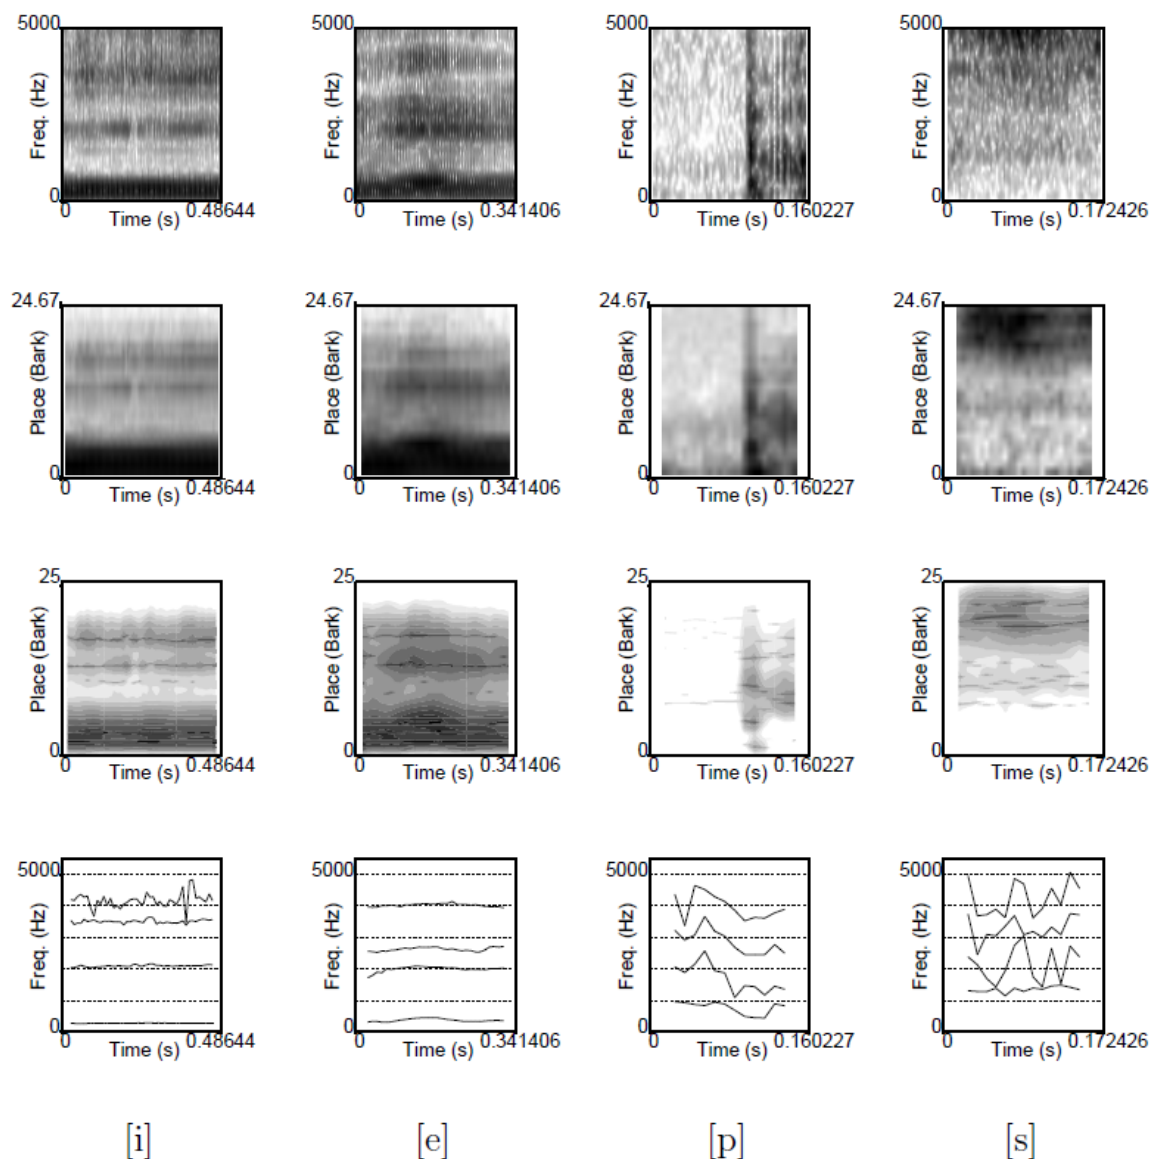 5000 Freq. (Hz) 0 0 Time (s) 0.48644
5000 Freq. (Hz) 0 0 Time (s) 0.341406
5000 Freq. (Hz) 0 0 Time (s) 0.160227
5000 Freq. (Hz) 0 0 Time (s) 0.172426
24.67 Place (Bark) 0 0 Time (s) 0.48644
24.67 Place (Bark) 0 0 Time (s) 0.341406
24.67 Place (Bark) 0 0 Time (s) 0.160227
24.67 Place (Bark) 0 0 Time (s) 0.172426
25 Place (Bark) 0 0 Time (s) 0.48644
25 Place (Bark) 0 0 Time (s) 0.341406
25 Place (Bark) 0 0 Time (s) 0.160227
25 Place (Bark) 0 0 Time (s) 0.172426
5000 Freq. (Hz) 0 0 Time (s) 0.48644
5000 Freq. (Hz) 0 0 Time (s) 0.341406
5000 Freq. (Hz) 0 0 Time (s) 0.160227
5000 Freq. (Hz) 0 0 Time (s) 0.172426
[i] [e] [p] [s]